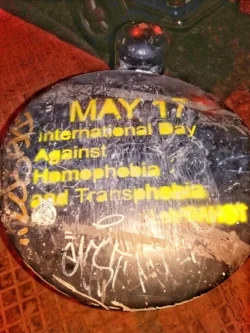 MAY 17
International Day
Against
Homophobia
and Transphobia